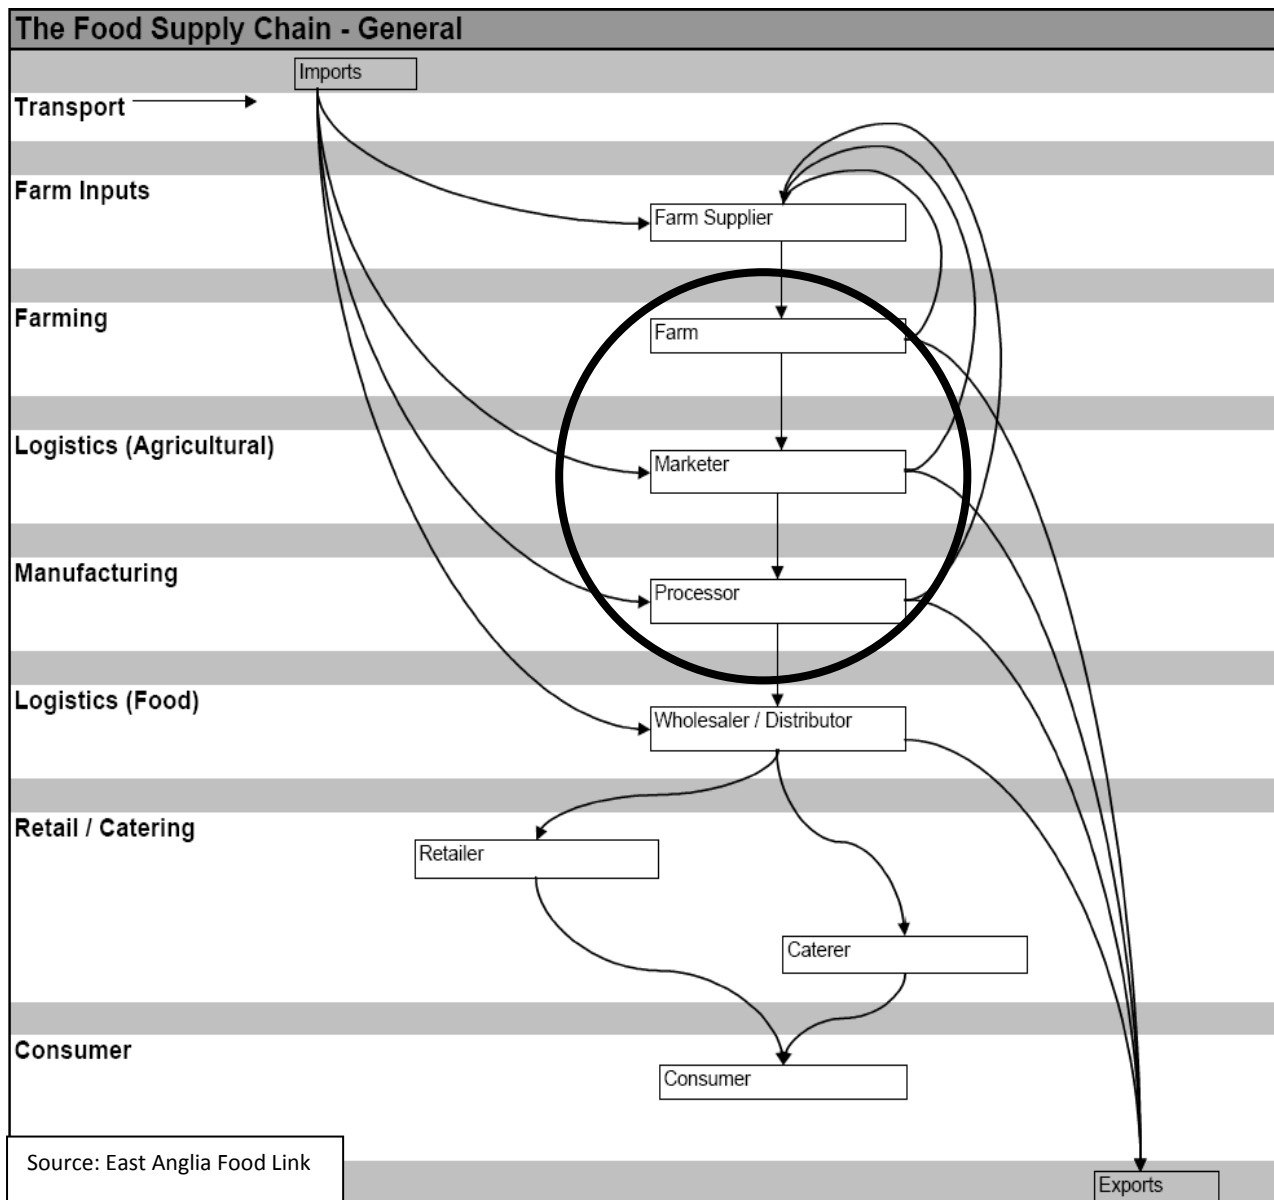 The Food Supply Chain - General
Imports
Transport
Farm Inputs
Farm Supplier
Farming
Farm
Logistics (Agricultural)
Marketer
Manufacturing
Processor
Logistics (Food)
Wholesaler / Distributor
Retail / Catering
Retailer
Caterer
Consumer
Consumer
Source: East Anglia Food Link
Exports